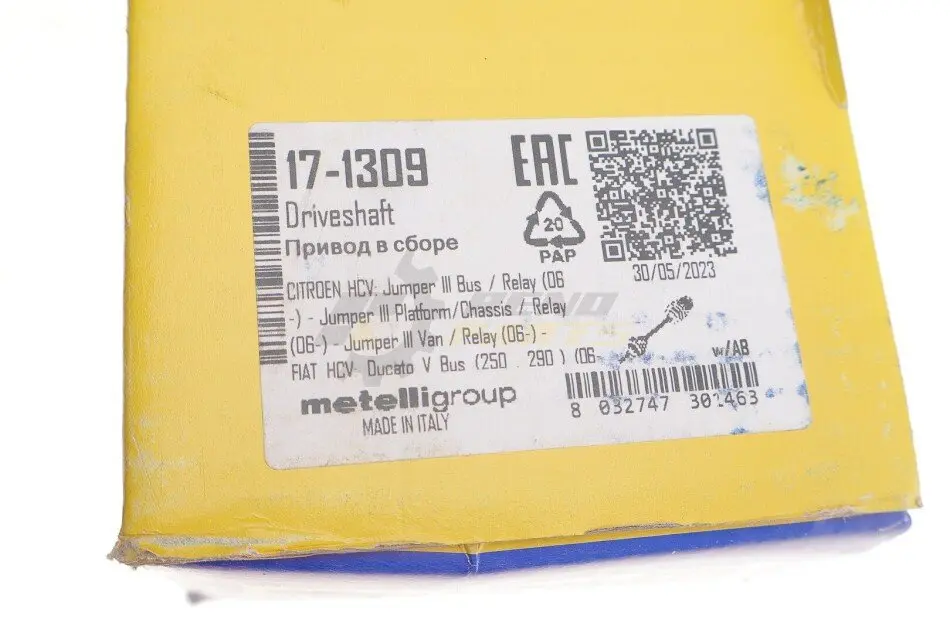 17-1309
EAC
Driveshaft
Привод в сборе
20
PAP
30/05/2023
CITROEN HCV: Jumper III Bus / Relay (06
-) - Jumper III Platform/Chassis / Relay
(06-) - Jumper III Van / Relay (06-) -
FIAT HCV: Ducato V Bus (250 . 290 ) (06-
w/AB
metelligroup
MADE IN ITALY
8 032747 301463